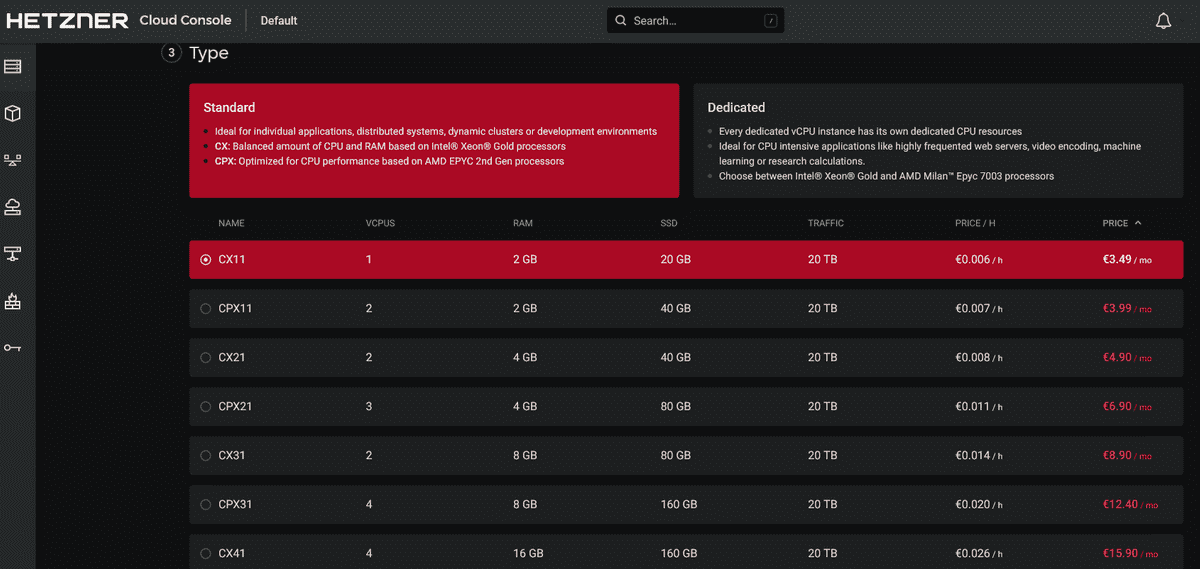 HETZNER Cloud Console Default Search... /
3 Type
Standard
Ideal for individual applications, distributed systems, dynamic clusters or development environments
CX: Balanced amount of CPU and RAM based on Intel® Xeon® Gold processors
CPX: Optimized for CPU performance based on AMD EPYC 2nd Gen processors
Dedicated
Every dedicated vCPU instance has its own dedicated CPU resources
Ideal for CPU intensive applications like highly frequented web servers, video encoding, machine
learning or research calculations.
Choose between Intel® Xeon® Gold and AMD Milan™ Epyc 7003 processors
NAME VCPUS RAM SSD TRAFFIC PRICE / H PRICE
CX11 1 2 GB 20 GB 20 TB €0.006 / h €3.49 / mo
CPX11 2 2 GB 40 GB 20 TB €0.007 / h €3.99 / mo
CX21 2 4 GB 40 GB 20 TB €0.008 / h €4.90 / mo
CPX21 3 4 GB 80 GB 20 TB €0.011 / h €6.90 / mo
CX31 2 8 GB 80 GB 20 TB €0.014 / h €8.90 / mo
CPX31 4 8 GB 160 GB 20 TB €0.020 / h €12.40 / mo
CX41 4 16 GB 160 GB 20 TB €0.026 / h €15.90 / mo